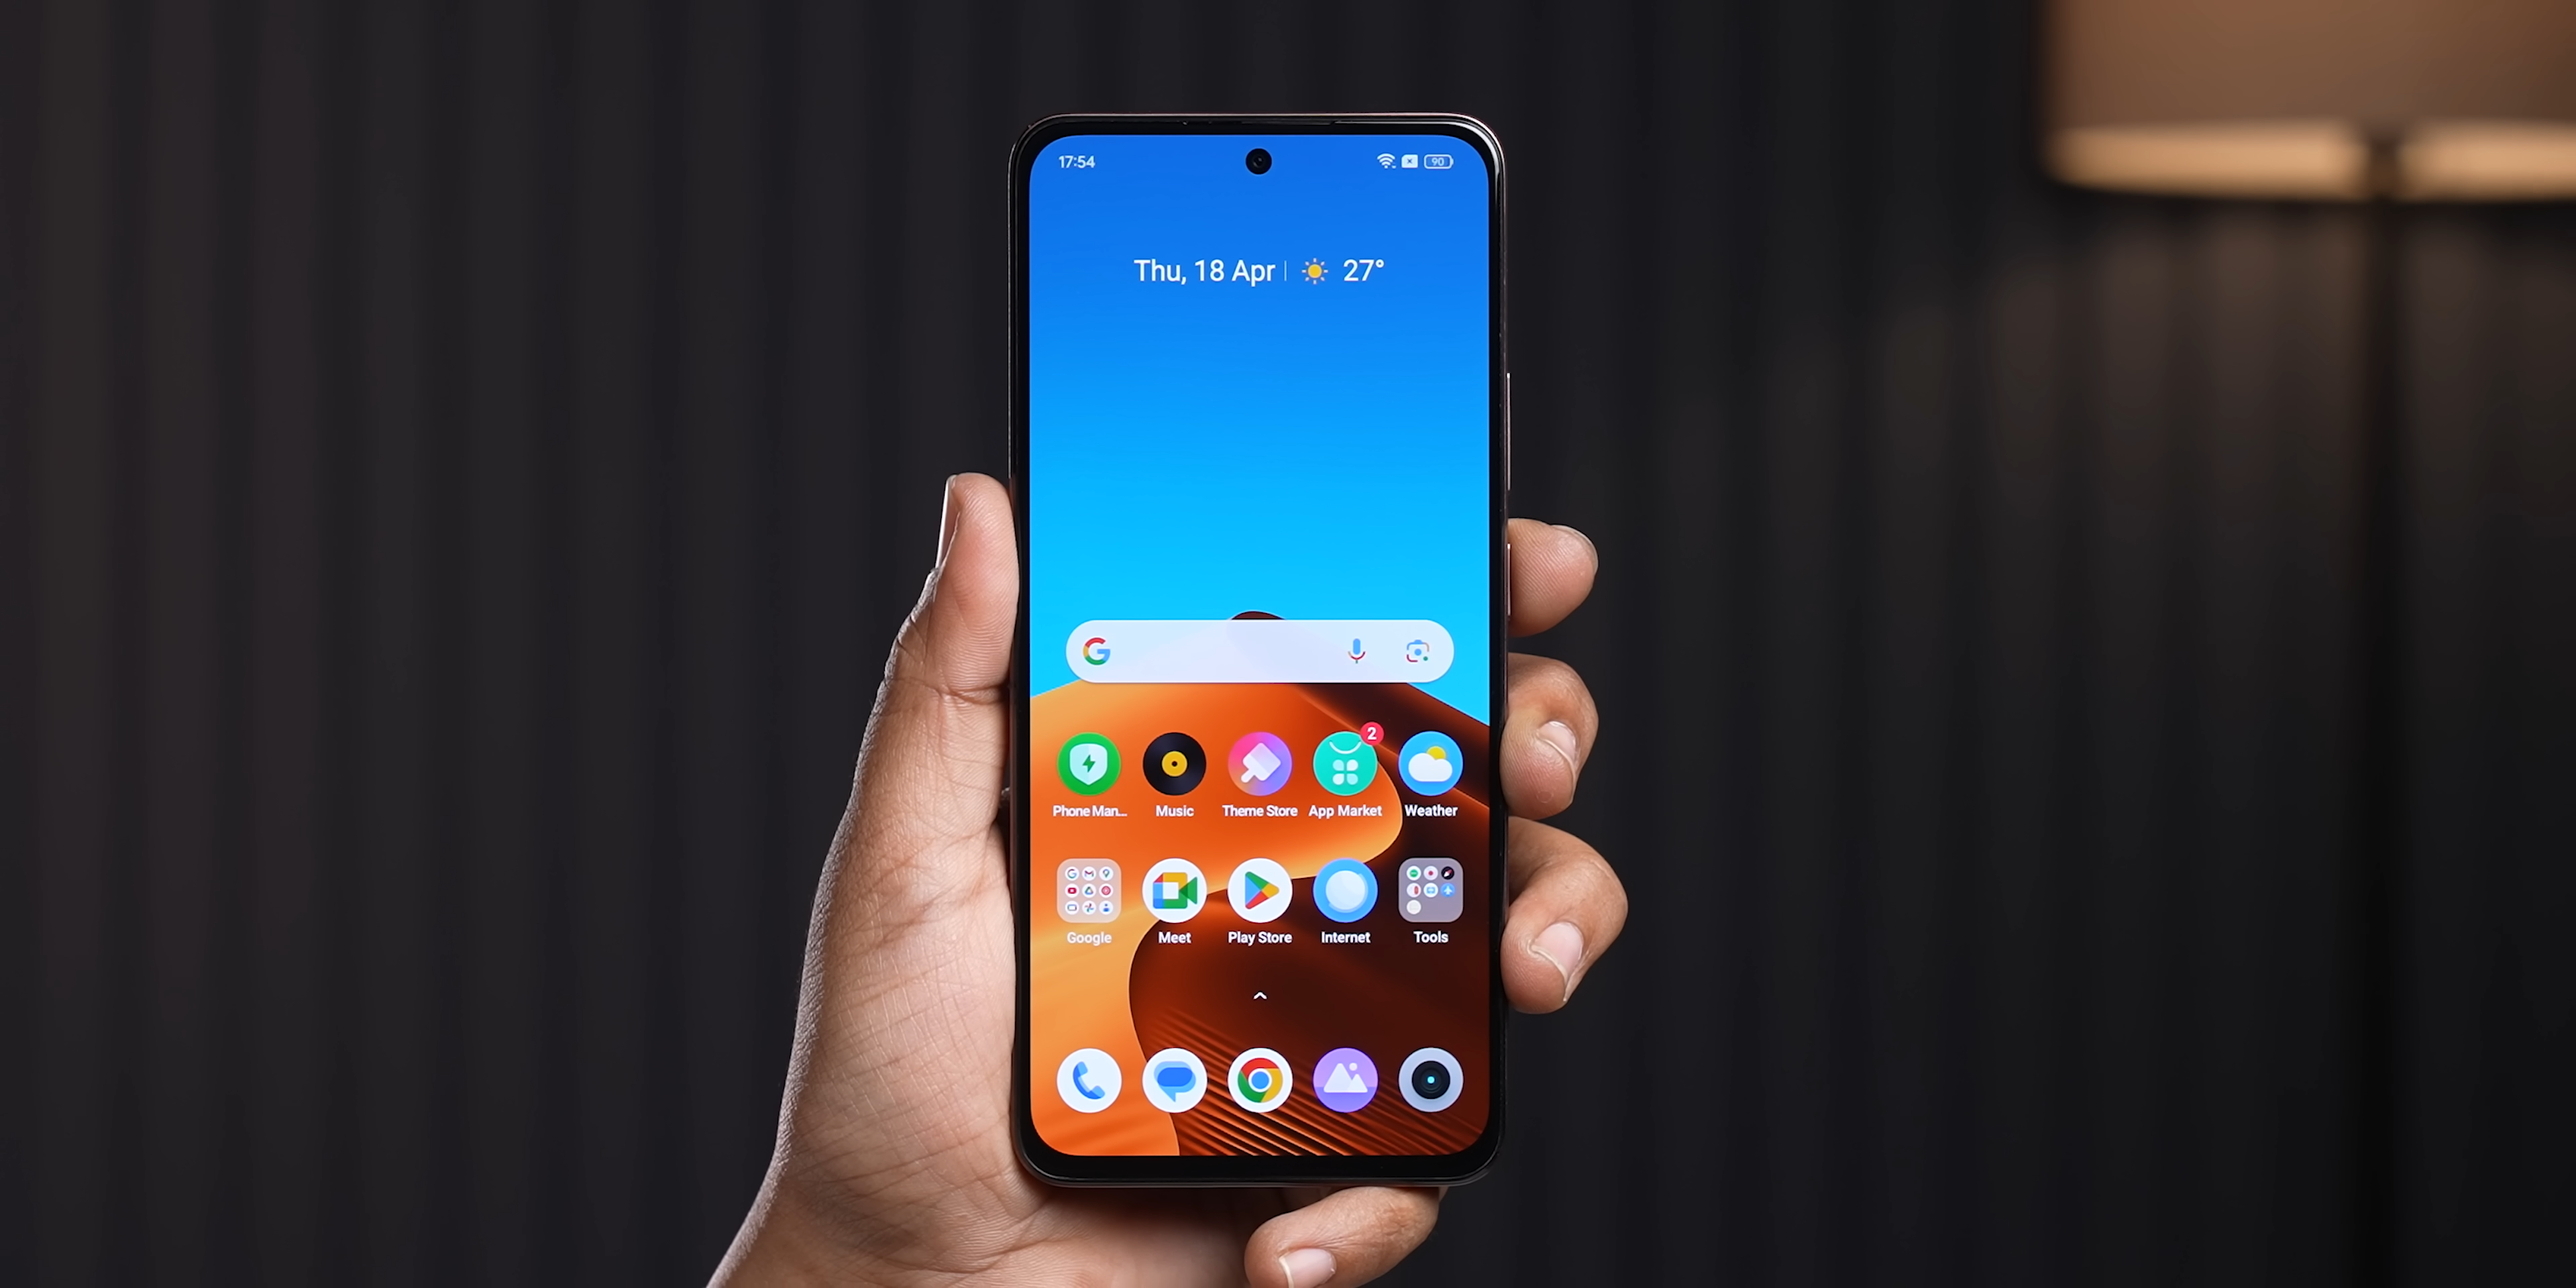 17:54
90
Thu, 18 Apr 27°
2
Phone Man... Music Theme Store App Market Weather
Google Meet Play Store Internet Tools